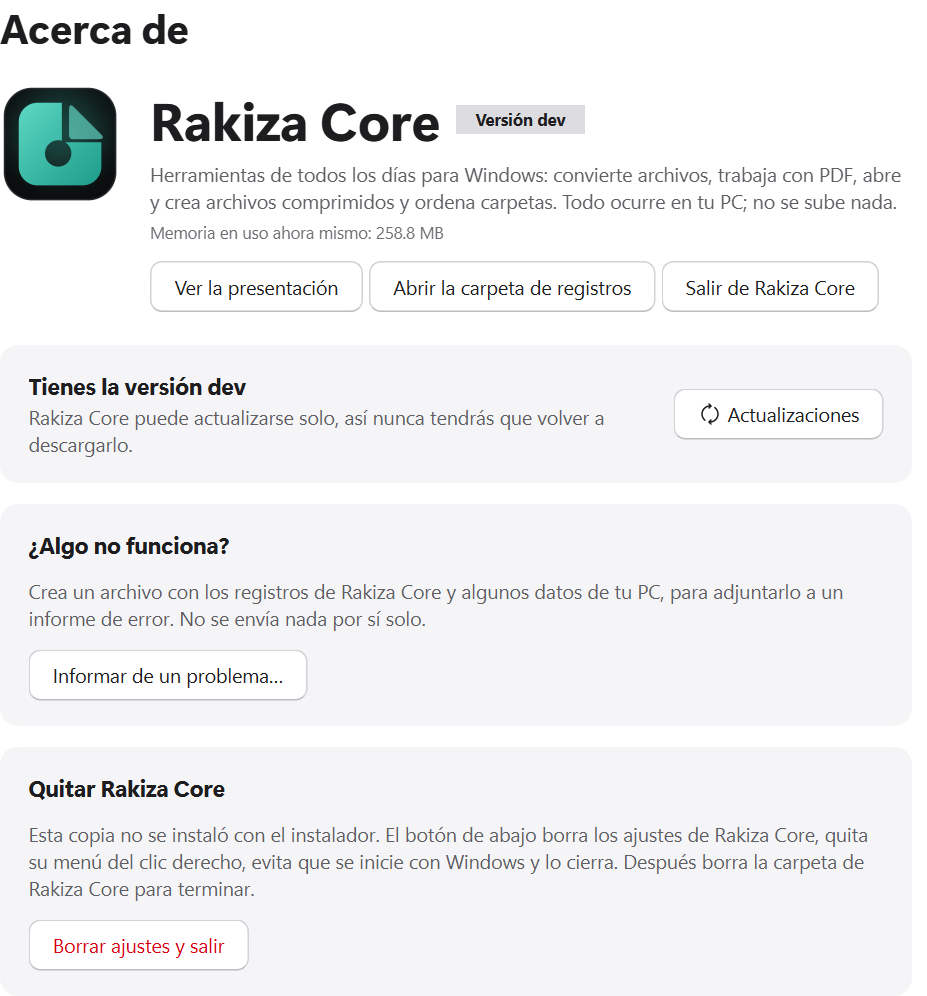 Acerca de
Rakiza Core
Versión dev
Herramientas de todos los días para Windows: convierte archivos, trabaja con PDF, abre
y crea archivos comprimidos y ordena carpetas. Todo ocurre en tu PC; no se sube nada.
Memoria en uso ahora mismo: 258.8 MB
Ver la presentación
Abrir la carpeta de registros
Salir de Rakiza Core
Tienes la versión dev
Rakiza Core puede actualizarse solo, así nunca tendrás que volver a
descargarlo.
Actualizaciones
¿Algo no funciona?
Crea un archivo con los registros de Rakiza Core y algunos datos de tu PC, para adjuntarlo a un
informe de error. No se envía nada por sí solo.
Informar de un problema...
Quitar Rakiza Core
Esta copia no se instaló con el instalador. El botón de abajo borra los ajustes de Rakiza Core, quita
su menú del clic derecho, evita que se inicie con Windows y lo cierra. Después borra la carpeta de
Rakiza Core para terminar.
Borrar ajustes y salir